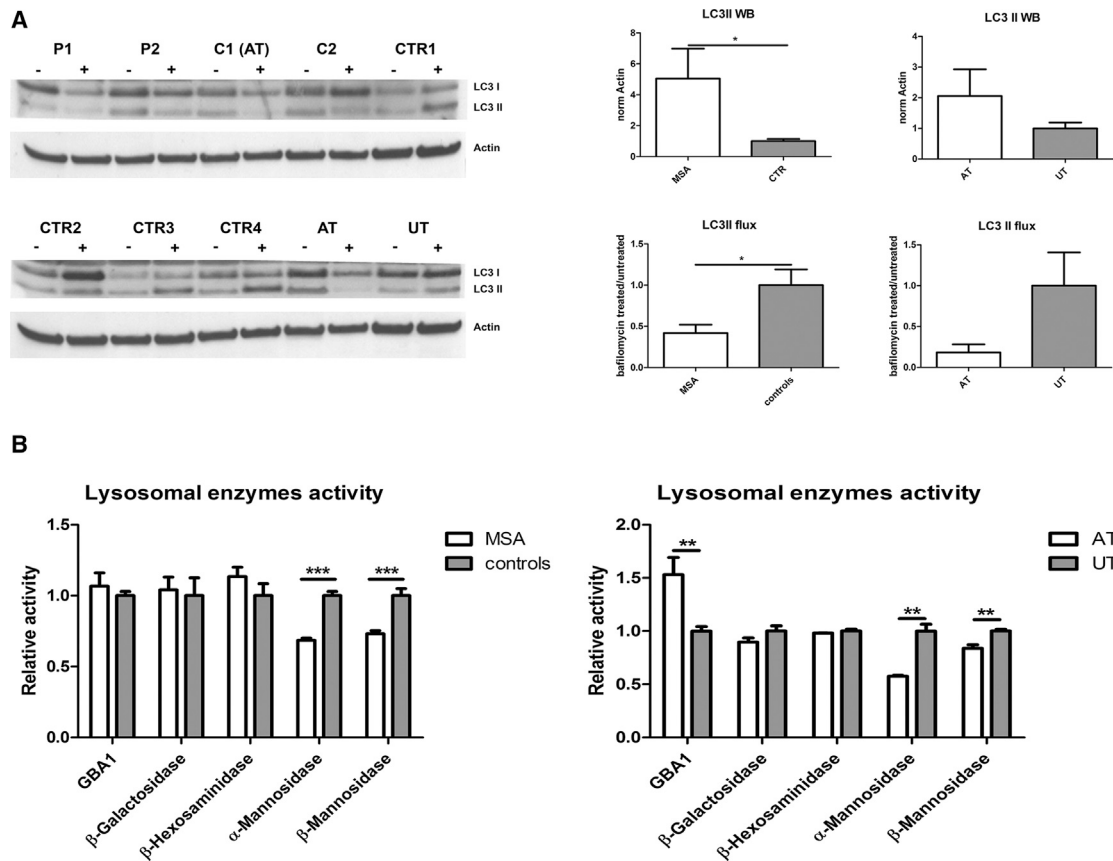 A
P1 P2 C1 (AT) C2 CTR1
- + - + - + - + - +
LC3 I
LC3 II
Actin
CTR2 CTR3 CTR4 AT UT
- + - + - + - + - +
LC3 I
LC3 II
Actin
LC3II WB
norm Actin
8
6
4
2
0
*
MSA
CTR
LC3 II WB
norm Actin
4
3
2
1
0
AT
UT
LC3II flux
bafilomycin treated/untreated
1.5
1.0
0.5
0.0
*
MSA
controls
LC3 II flux
bafilomycin treated/untreated
1.5
1.0
0.5
0.0
AT
UT
B
Lysosomal enzymes activity
Relative activity
1.5
1.0
0.5
0.0
*** ***
MSA
controls
GBA1
β-Galactosidase
β-Hexosaminidase
α-Mannosidase
β-Mannosidase
Lysosomal enzymes activity
Relative activity
2.0
1.5
1.0
0.5
0.0
** ** **
AT
UT
GBA1
β-Galactosidase
β-Hexosaminidase
α-Mannosidase
β-Mannosidase